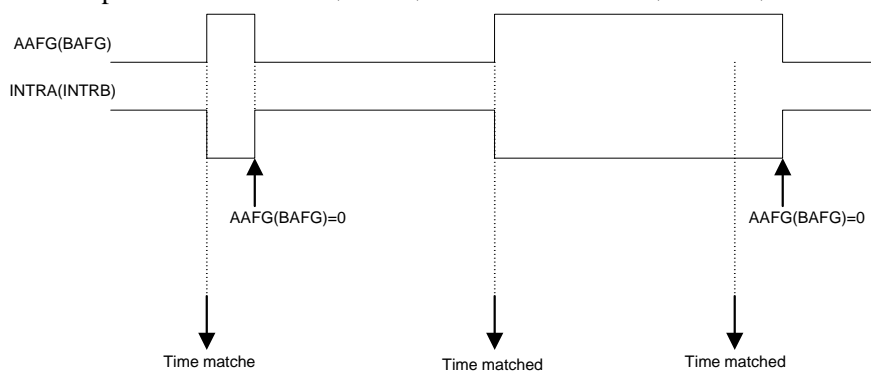 AAFG(BAFG)
INTRA(INTRB)
AAFG(BAFG)=0
AAFG(BAFG)=0
Time matche
Time matched
Time matched